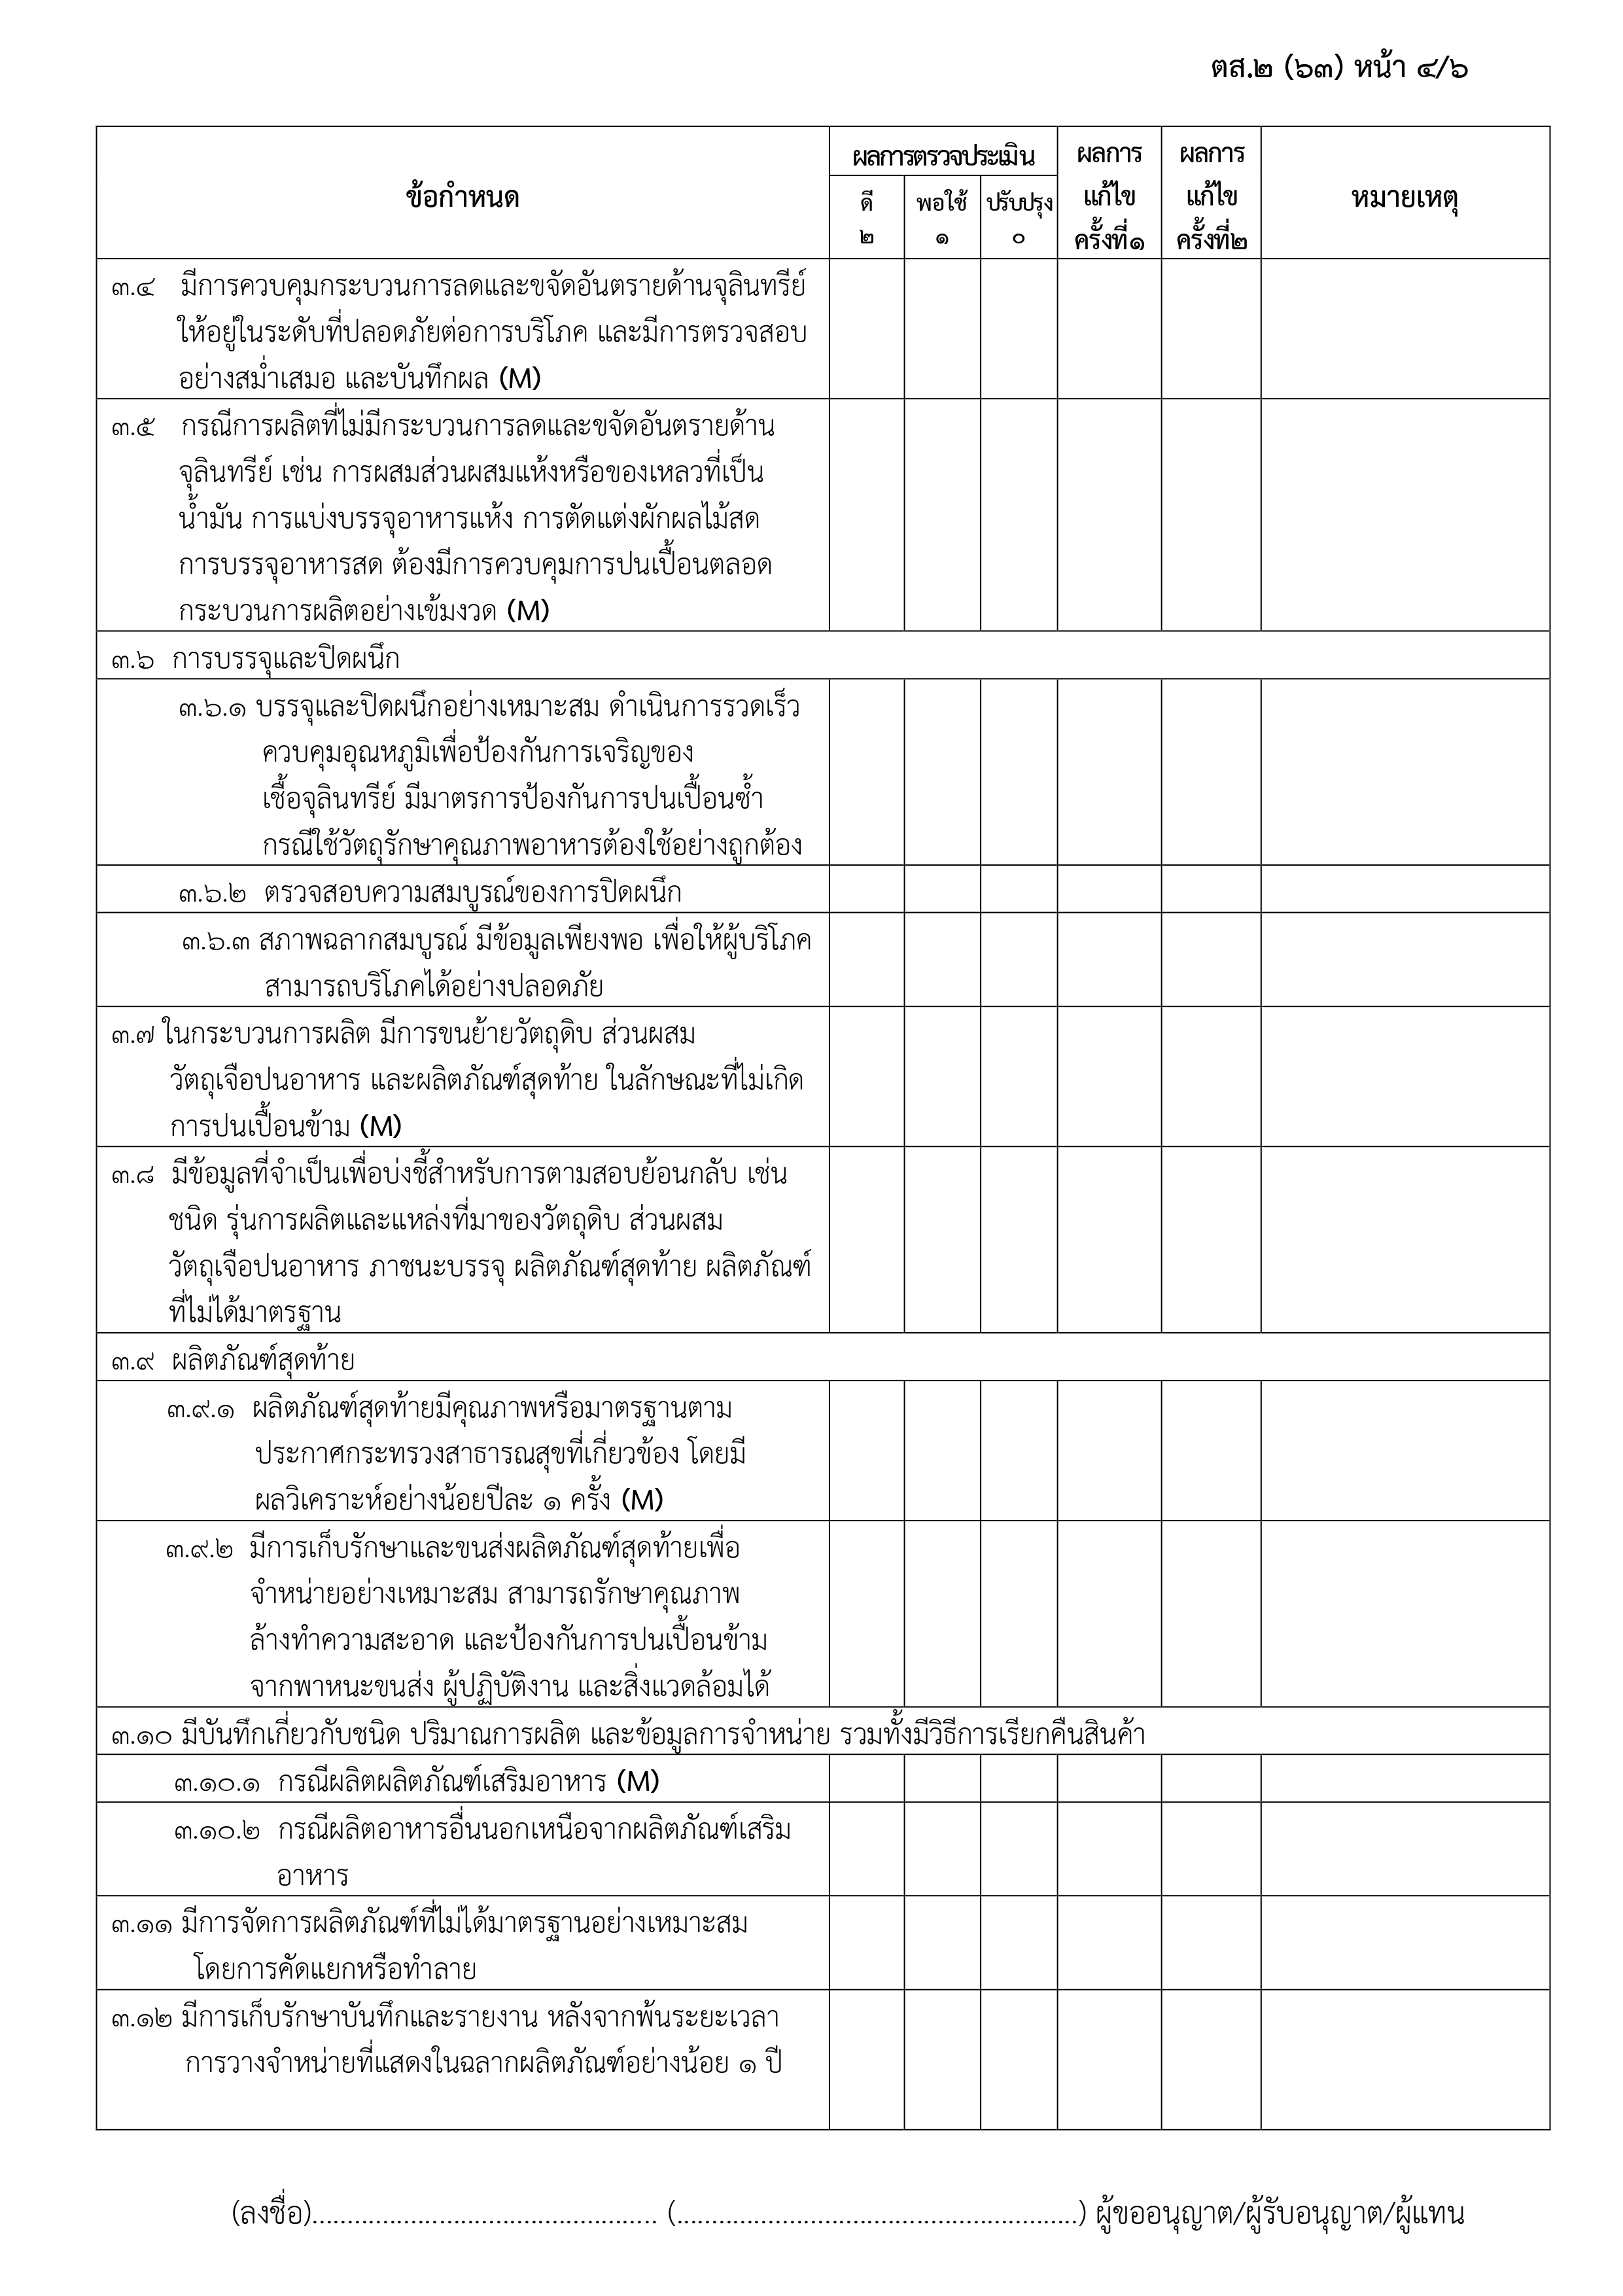 ตส.๒ (๖๓) หน้า ๔/๖
ข้อกำหนด
ผลการตรวจประเมิน
ดี
๒
พอใช้
๑
ปรับปรุง
๐
ผลการ
แก้ไข
ครั้งที่๑
ผลการ
แก้ไข
ครั้งที่๒
หมายเหตุ
๓.๔ มีการควบคุมกระบวนการลดและขจัดอันตรายด้านจุลินทรีย์
ให้อยู่ในระดับที่ปลอดภัยต่อการบริโภค และมีการตรวจสอบ
อย่างสม่ำเสมอ และบันทึกผล (M)
๓.๕ กรณีการผลิตที่ไม่มีกระบวนการลดและขจัดอันตรายด้าน
จุลินทรีย์ เช่น การผสมส่วนผสมแห้งหรือของเหลวที่เป็น
น้ำมัน การแบ่งบรรจุอาหารแห้ง การตัดแต่งผักผลไม้สด
การบรรจุอาหารสด ต้องมีการควบคุมการปนเปื้อนตลอด
กระบวนการผลิตอย่างเข้มงวด (M)
๓.๖ การบรรจุและปิดผนึก
๓.๖.๑ บรรจุและปิดผนึกอย่างเหมาะสม ดำเนินการรวดเร็ว
ควบคุมอุณหภูมิเพื่อป้องกันการเจริญของ
เชื้อจุลินทรีย์ มีมาตรการป้องกันการปนเปื้อนซ้ำ
กรณีใช้วัตถุรักษาคุณภาพอาหารต้องใช้อย่างถูกต้อง
๓.๖.๒ ตรวจสอบความสมบูรณ์ของการปิดผนึก
๓.๖.๓ สภาพฉลากสมบูรณ์ มีข้อมูลเพียงพอ เพื่อให้ผู้บริโภค
สามารถบริโภคได้อย่างปลอดภัย
๓.๗ ในกระบวนการผลิต มีการขนย้ายวัตถุดิบ ส่วนผสม
วัตถุเจือปนอาหาร และผลิตภัณฑ์สุดท้าย ในลักษณะที่ไม่เกิด
การปนเปื้อนข้าม (M)
๓.๘ มีข้อมูลที่จำเป็นเพื่อบ่งชี้สำหรับการตามสอบย้อนกลับ เช่น
ชนิด รุ่นการผลิตและแหล่งที่มาของวัตถุดิบ ส่วนผสม
วัตถุเจือปนอาหาร ภาชนะบรรจุ ผลิตภัณฑ์สุดท้าย ผลิตภัณฑ์
ที่ไม่ได้มาตรฐาน
๓.๙ ผลิตภัณฑ์สุดท้าย
๓.๙.๑ ผลิตภัณฑ์สุดท้ายมีคุณภาพหรือมาตรฐานตาม
ประกาศกระทรวงสาธารณสุขที่เกี่ยวข้อง โดยมี
ผลวิเคราะห์อย่างน้อยปีละ ๑ ครั้ง (M)
๓.๙.๒ มีการเก็บรักษาและขนส่งผลิตภัณฑ์สุดท้ายเพื่อ
จำหน่ายอย่างเหมาะสม สามารถรักษาคุณภาพ
ล้างทำความสะอาด และป้องกันการปนเปื้อนข้าม
จากพาหนะขนส่ง ผู้ปฏิบัติงาน และสิ่งแวดล้อมได้
๓.๑๐ มีบันทึกเกี่ยวกับชนิด ปริมาณการผลิต และข้อมูลการจำหน่าย รวมทั้งมีวิธีการเรียกคืนสินค้า
๓.๑๐.๑ กรณีผลิตผลิตภัณฑ์เสริมอาหาร (M)
๓.๑๐.๒ กรณีผลิตอาหารอื่นนอกเหนือจากผลิตภัณฑ์เสริม
อาหาร
๓.๑๑ มีการจัดการผลิตภัณฑ์ที่ไม่ได้มาตรฐานอย่างเหมาะสม
โดยการคัดแยกหรือทำลาย
๓.๑๒ มีการเก็บรักษาบันทึกและรายงาน หลังจากพ้นระยะเวลา
การวางจำหน่ายที่แสดงในฉลากผลิตภัณฑ์อย่างน้อย ๑ ปี
(ลงชื่อ)................................................ (........................................................) ผู้ขออนุญาต/ผู้รับอนุญาต/ผู้แทน